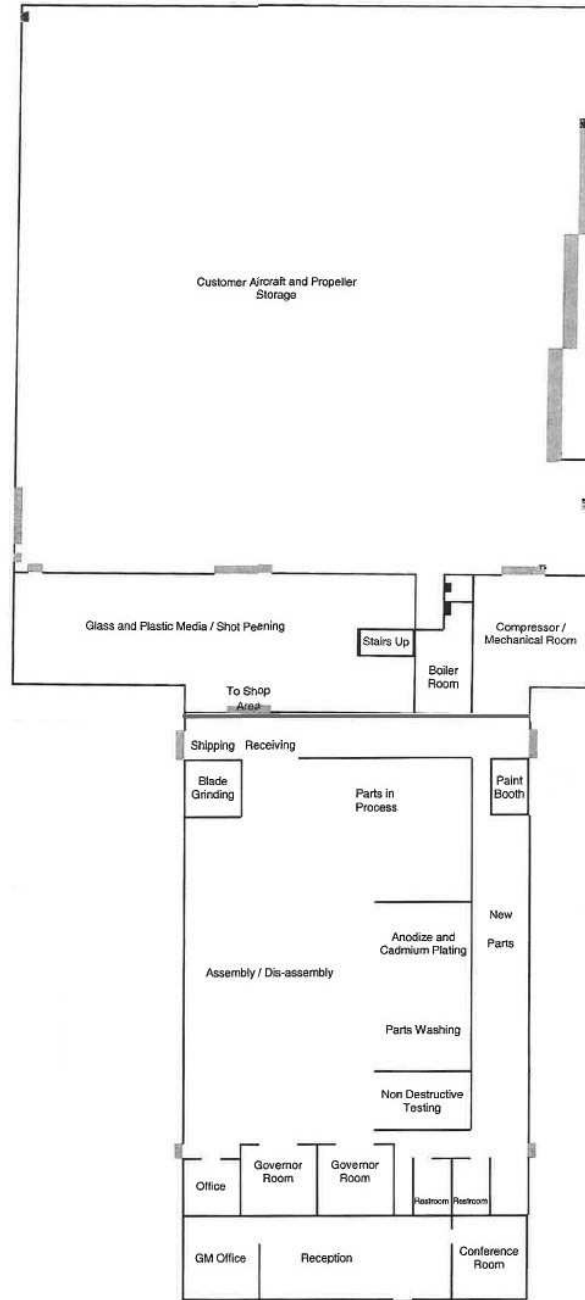 Customer Aircraft and Propeller
Storage
Glass and Plastic Media / Shot Peening
Stairs Up
Compressor /
Mechanical Room
Boiler
Room
To Shop
Area
Shipping Receiving
Blade
Grinding
Parts in
Process
Paint
Booth
New
Parts
Anodize and
Cadmium Plating
Assembly / Dis-assembly
Parts Washing
Non Destructive
Testing
Office
Governor
Room
Governor
Room
Restroom
Restroom
GM Office
Reception
Conference
Room